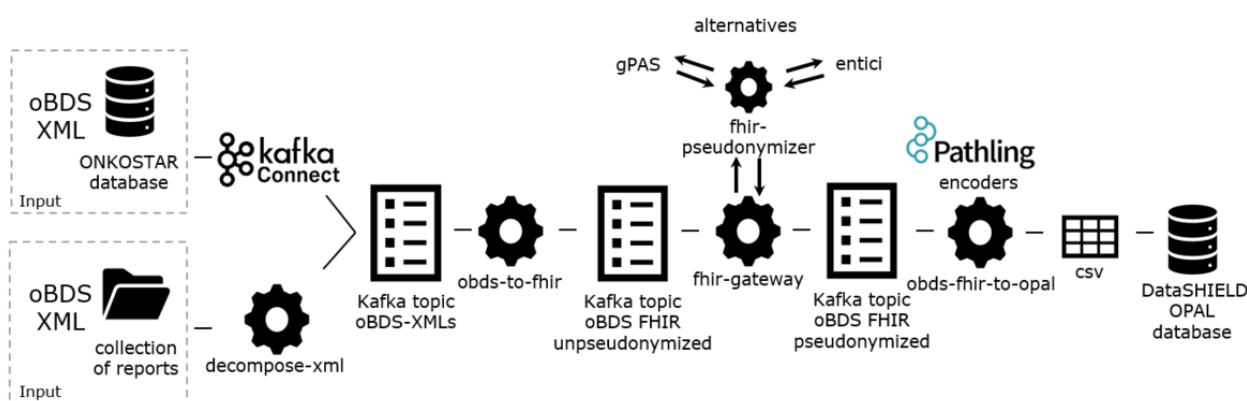 alternatives
gPAS
entici
fhir-
pseudonymizer
oBDS
XML
ONKOSTAR
database
Input
kafka
Connect
Pathling
encoders
oBDS
XML
collection
of reports
Input
decompose-xml
Kafka topic
oBDS-XMLs
obds-to-fhir
Kafka topic
oBDS FHIR
unpseudonymized
fhir-gateway
Kafka topic
oBDS FHIR
pseudonymized
obds-fhir-to-opal
csv
DataSHIELD
OPAL
database